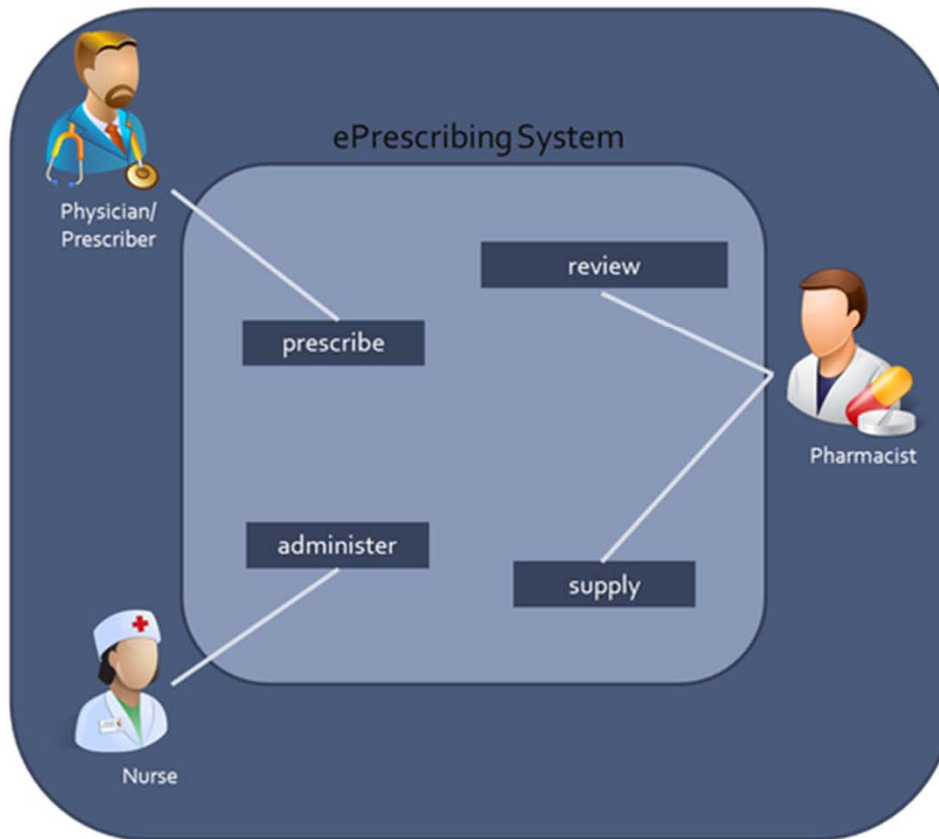 ePrescribing System
Physician/
Prescriber
review
prescribe
Pharmacist
administer
supply
Nurse